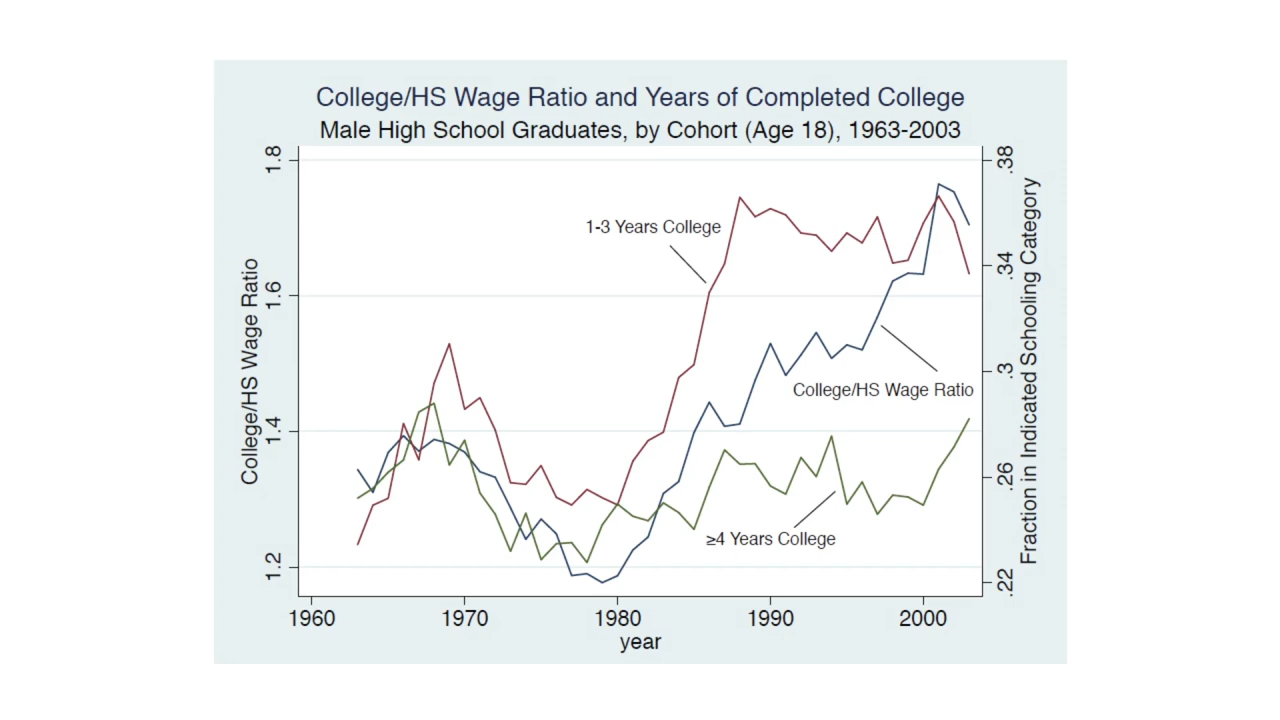 College/HS Wage Ratio and Years of Completed College
Male High School Graduates, by Cohort (Age 18), 1963-2003
College/HS Wage Ratio
1.8
1.6
1.4
1.2
1-3 Years College
College/HS Wage Ratio
≥4 Years College
.38
.34
.3
.26
.22
Fraction in Indicated Schooling Category
1960
1970
1980
1990
2000
year